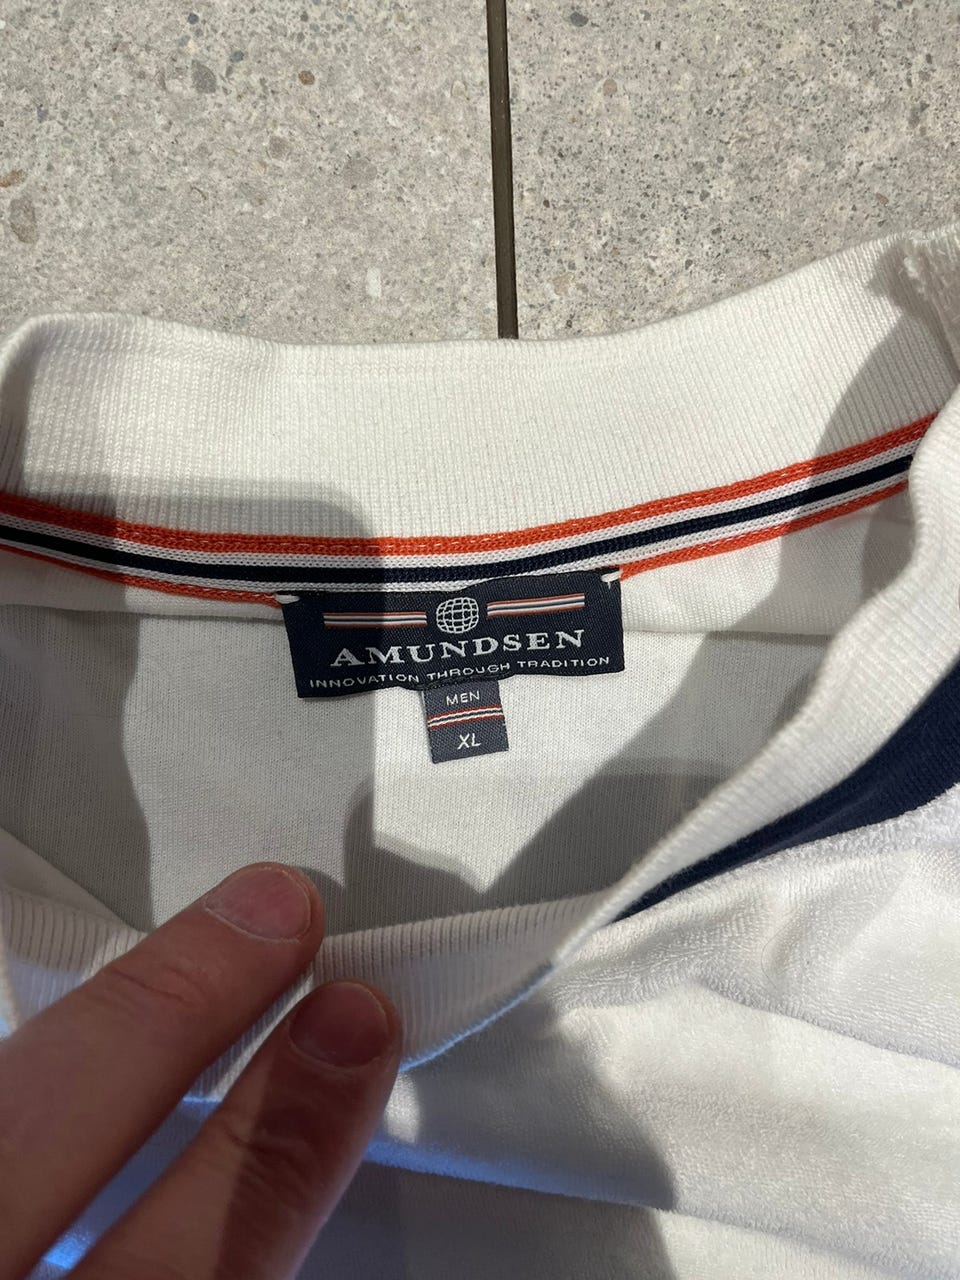 AMUNDSEN
INNOVATION THROUGH TRADITION
MEN
XL